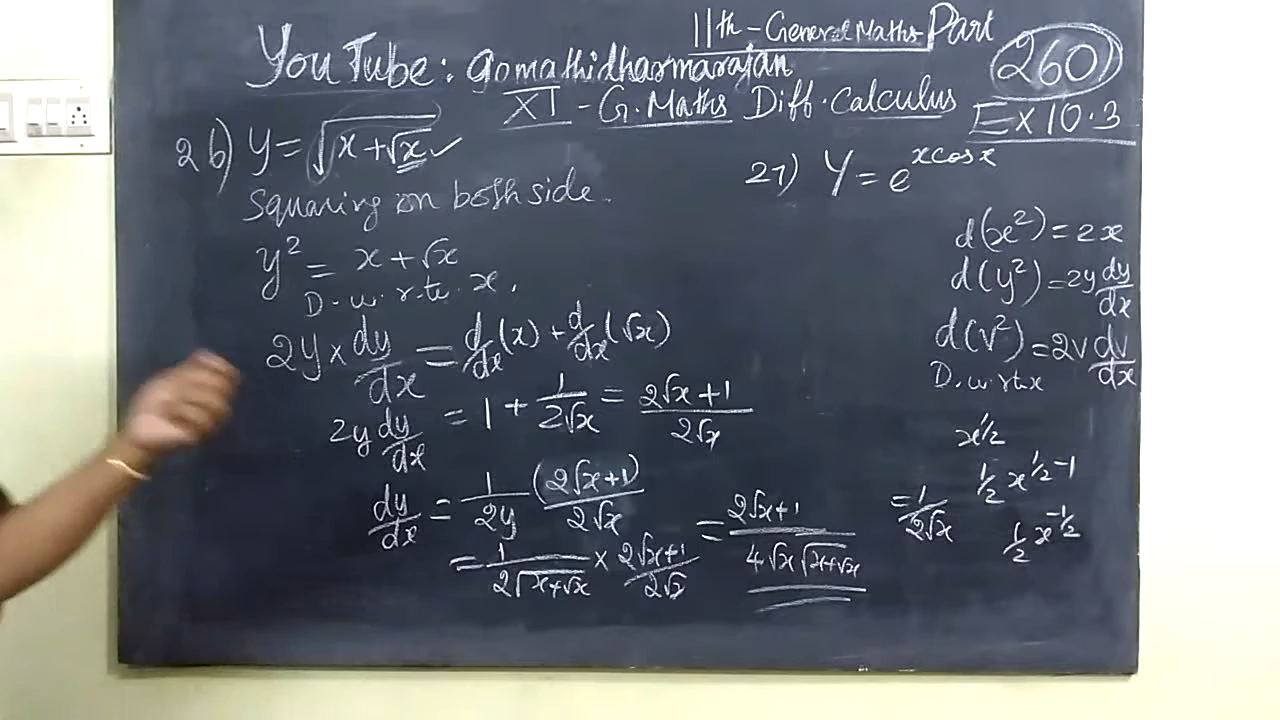 11th - General Maths Part
260
YouTube: gomathidharmarajan
XI - G. Maths Diff. Calculus
Ex 10.3
26) y = √(x+√x) ✓
Squaring on both side.
y² = x + √x
D. w. r. to. x.
2y × dy/dx = d/dx (x) + d/dx (√x)
2y dy/dx = 1 + 1/2√x = 2√x+1/2√x
dy/dx = 1/2y (2√x+1)/2√x
= 1/2√(x+√x) × 2√x+1/2√x
= 2√x+1/4√x √(x+√x)
27) y = e^(x cos x)
d(x²) = 2x
d(y²) = 2y dy/dx
d(v²) = 2v dv/dx
D. w. r. t x
x^(1/2)
1/2 x^(1/2 - 1)
1/2 x^(-1/2)
= 1/2√x